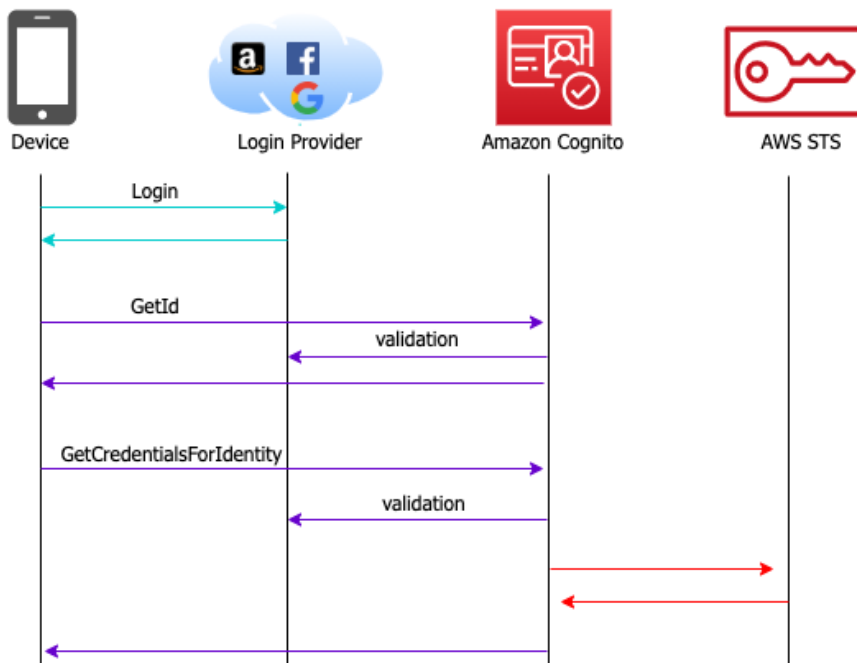 Device
Login Provider
Amazon Cognito
AWS STS
Login
GetId
validation
GetCredentialsForIdentity
validation